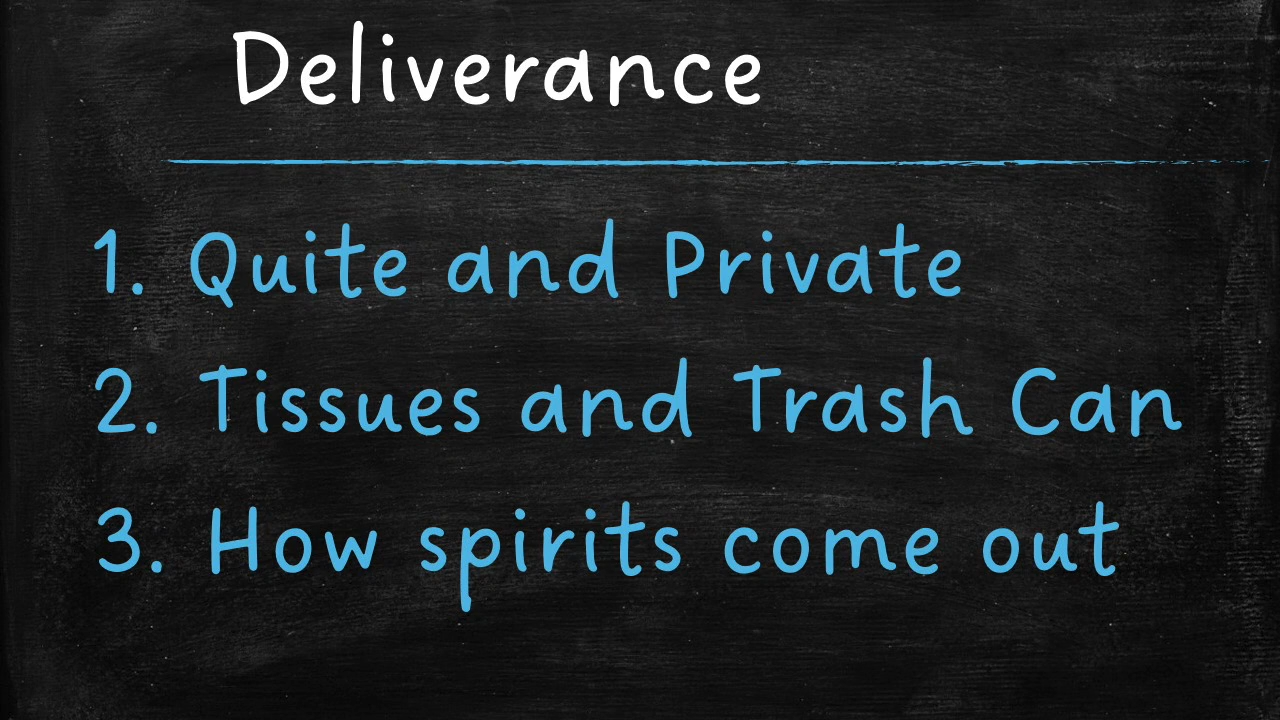 Deliverance
1. Quite and Private
2. Tissues and Trash Can
3. How spirits come out